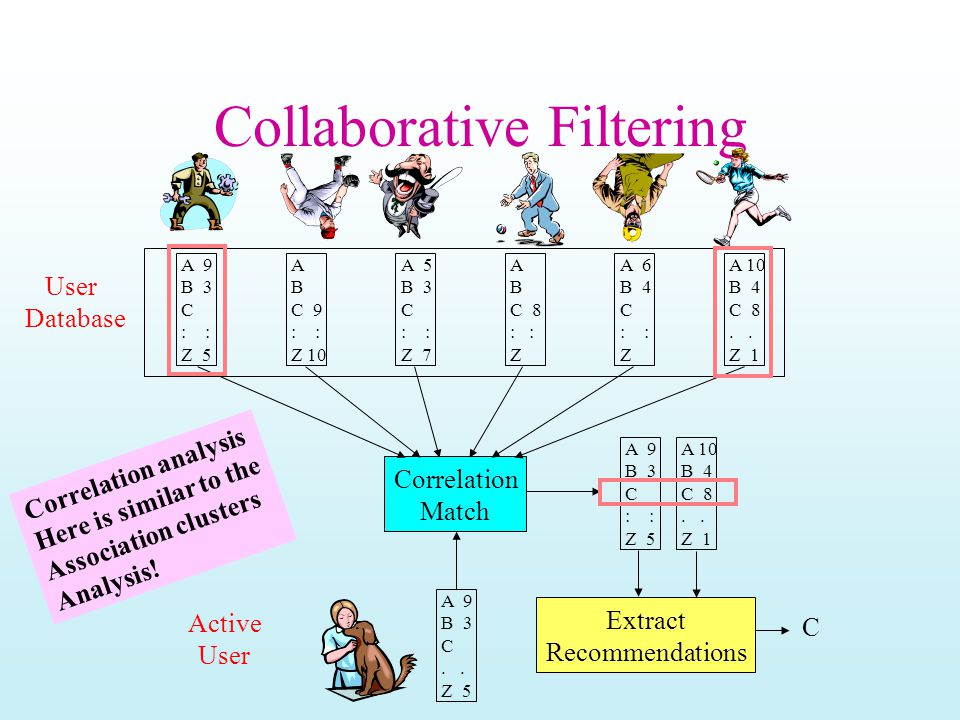 Collaborative Filtering
User
Database
A 9
B 3
C
: :
Z 5
A
B
C 9
: :
Z 10
A 5
B 3
C
: :
Z 7
A
B
C 8
: :
Z
A 6
B 4
C
: :
Z
A 10
B 4
C 8
. .
Z 1
Correlation analysis
Here is similar to the
Association clusters
Analysis!
Correlation
Match
A 9
B 3
C
: :
Z 5
A 10
B 4
C 8
. .
Z 1
Active
User
A 9
B 3
C
. .
Z 5
Extract
Recommendations
C